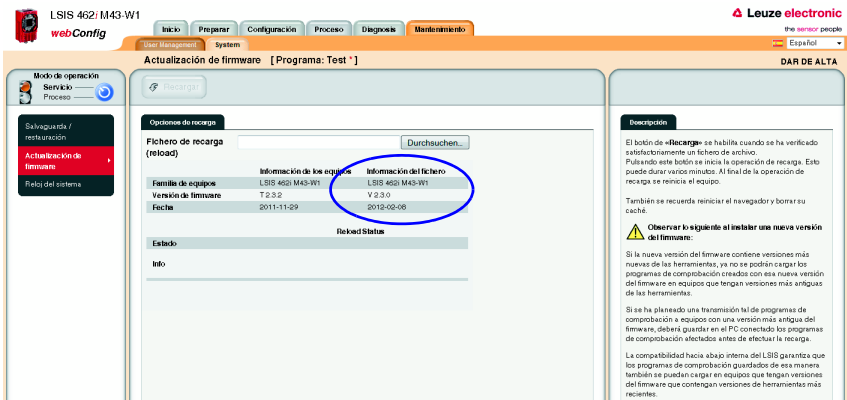 LSIS 462i M43-W1
webConfig
Inicio Preparar Configuración Proceso Diagnosis Mantenimiento
Leuze electronic
the sensor people
User Management System
Español
Actualización de firmware [Programa: Test *]
DAR DE ALTA
Modo de operación
Servicio
Proceso
Recargar
Salvaguarda /
restauración
Actualización de
firmware
Reloj del sistema
Opciones de recarga
Fichero de recarga
(reload)
Durchsuchen...
Información de los equipos Información del fichero
Familia de equipos LSIS 462i M43-W1 LSIS 462i M43-W1
Versión de firmware T 2.3.2 V 2.3.0
Fecha 2011-11-29 2012-02-08
Reload Status
Estado
Info
Descripción
El botón de «Recarga» se habilita cuando se ha verificado
satisfactoriamente un fichero de archivo.
Pulsando este botón se inicia la operación de recarga. Esto
puede durar varios minutos. Al final de la operación de
recarga se reinicia el equipo.
También se recuerda reiniciar el navegador y borrar su
caché.
Observar lo siguiente al instalar una nueva versión
del firmware:
Si la nueva versión del firmware contiene versiones más
nuevas de las herramientas, ya no se podrán cargar los
programas de comprobación creados con esa nueva versión
del firmware en equipos que tengan versiones más antiguas
de las herramientas.
Si se ha planeado una transmisión tal de programas de
comprobación a equipos con una versión más antigua del
firmware, deberá guardar en el PC conectado los programas
de comprobación afectados antes de efectuar la recarga.
La compatibilidad hacia abajo interna del LSIS garantiza que
los programas de comprobación guardados de esa manera
también se puedan cargar en equipos que tengan versiones
del firmware que contengan versiones de herramientas más
recientes.